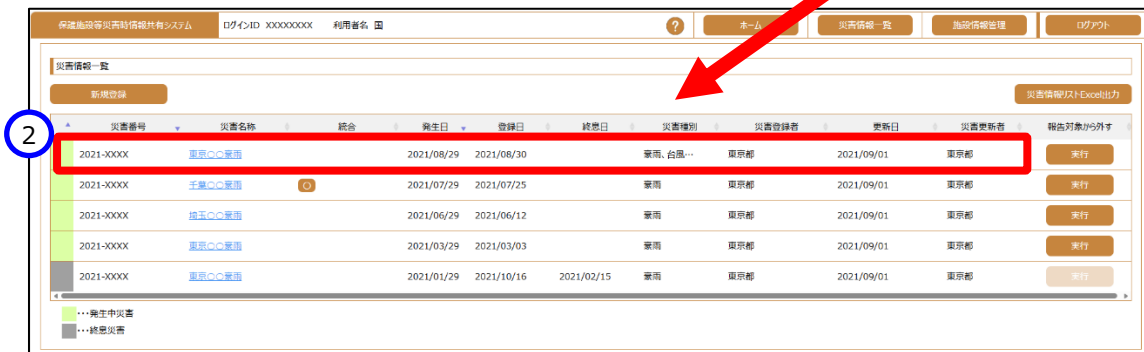 保護施設等災害時情報共有システム ログインID XXXXXXXX 利用者名 国 ? ホーム 災害情報一覧 施設情報管理 ログアウト
災害情報一覧
新規登録 災害情報リストExcel出力
②
災害番号 災害名称 統合 発生日 登録日 終息日 災害種別 災害登録者 更新日 災害更新者 報告対象から外す
2021-XXXX 東京○○豪雨 2021/08/29 2021/08/30 豪雨、台風… 東京都 2021/09/01 東京都 実行
2021-XXXX 千葉○○豪雨 ○ 2021/07/29 2021/07/25 豪雨 東京都 2021/09/01 東京都 実行
2021-XXXX 埼玉○○豪雨 2021/06/29 2021/06/12 豪雨 東京都 2021/09/01 東京都 実行
2021-XXXX 東京○○豪雨 2021/03/29 2021/03/03 豪雨 東京都 2021/09/01 東京都 実行
2021-XXXX 東京○○豪雨 2021/01/29 2021/10/16 2021/02/15 豪雨 東京都 2021/09/01 東京都 実行
･･･発生中災害
･･･終息災害